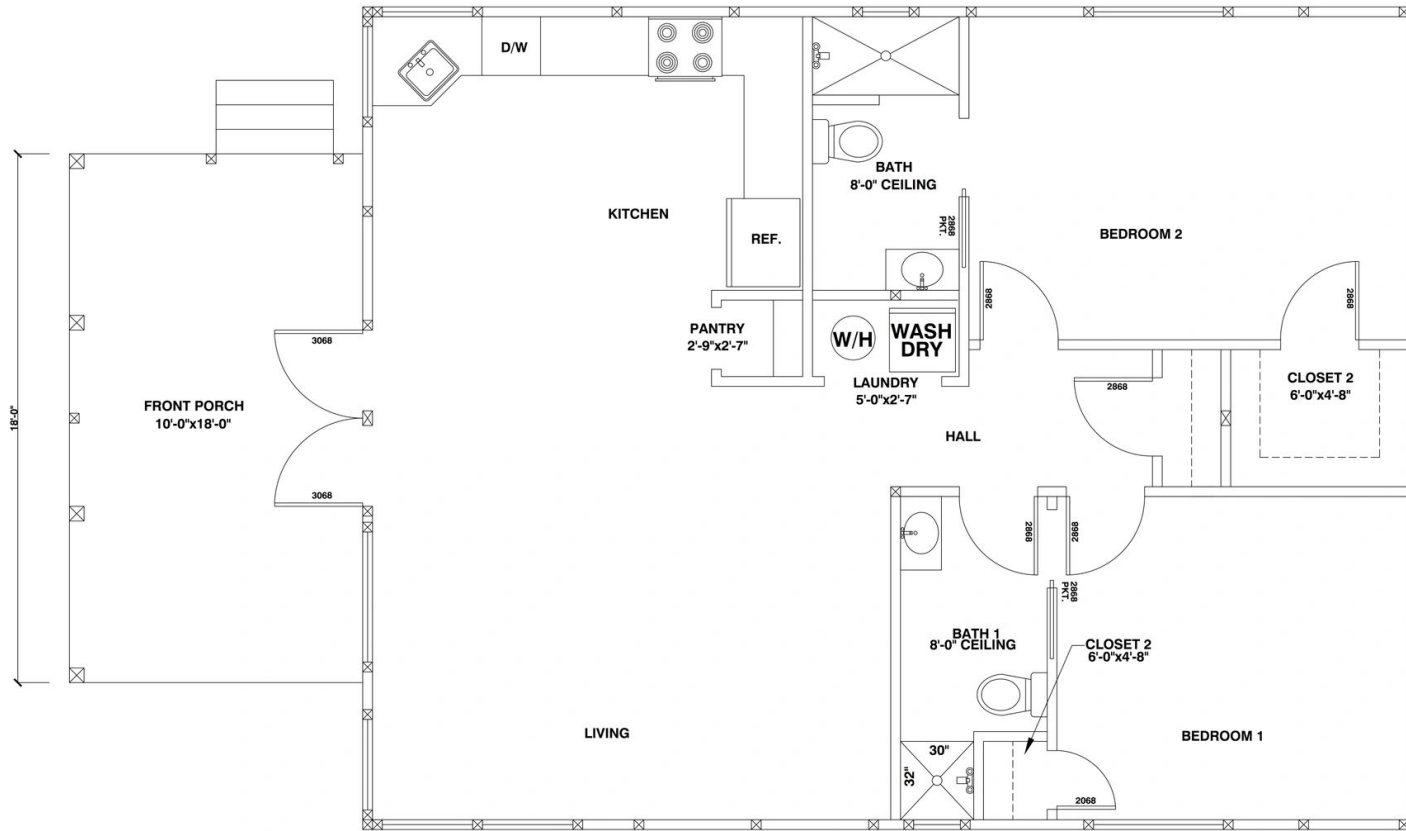 D/W
BATH
8'-0" CEILING
KITCHEN
REF.
2868
PKT.
BEDROOM 2
2868
2868
PANTRY
2'-9"x2'-7"
W/H
WASH
DRY
LAUNDRY
5'-0"x2'-7"
3068
2868
CLOSET 2
6'-0"x4'-8"
FRONT PORCH
10'-0"x18'-0"
18'-0"
HALL
3068
2868
2868
2868
PKT.
BATH 1
8'-0" CEILING
CLOSET 2
6'-0"x4'-8"
LIVING
BEDROOM 1
30"
32"
2068